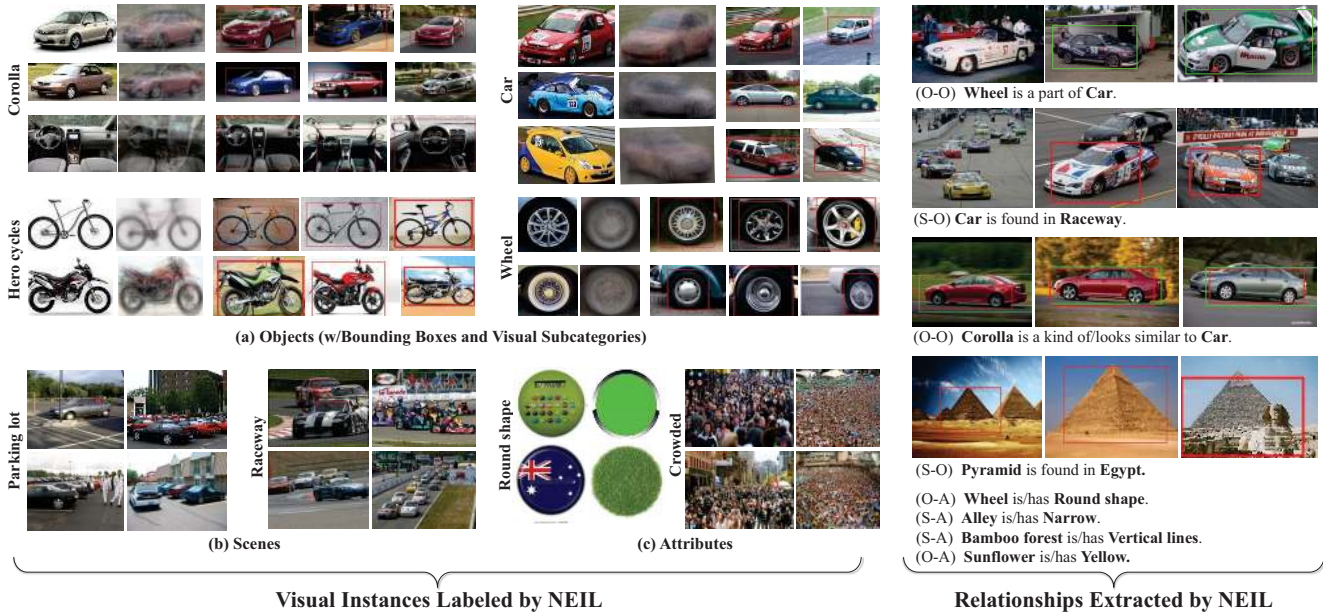 Corolla
Hero cycles
Car
Wheel
(a) Objects (w/Bounding Boxes and Visual Subcategories)
Parking lot
Raceway
Round shape
Crowded
(b) Scenes
(c) Attributes
Visual Instances Labeled by NEIL
(O-O) Wheel is a part of Car.
(S-O) Car is found in Raceway.
(O-O) Corolla is a kind of/looks similar to Car.
(S-O) Pyramid is found in Egypt.
(O-A) Wheel is/has Round shape.
(S-A) Alley is/has Narrow.
(S-A) Bamboo forest is/has Vertical lines.
(O-A) Sunflower is/has Yellow.
Relationships Extracted by NEIL